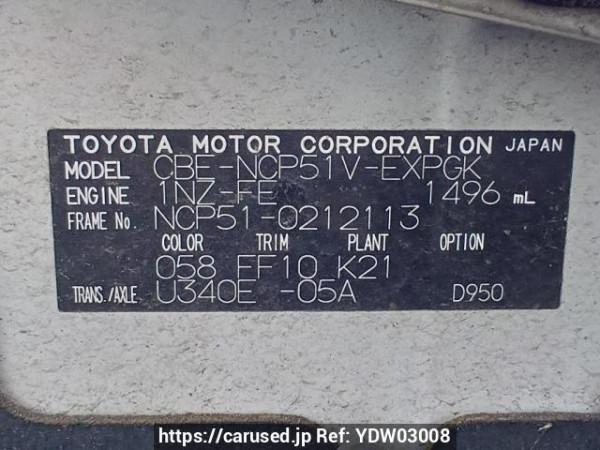 TOYOTA MOTOR CORPORATION JAPAN
MODEL CBE-NCP51V-EXPGK
ENGINE 1NZ-FE 1496 mL
FRAME No. NCP51-0212113
COLOR TRIM PLANT OPTION
058 FF10 K21
TRANS./AXLE U340E -05A D950
https://carused.jp Ref: YDW03008